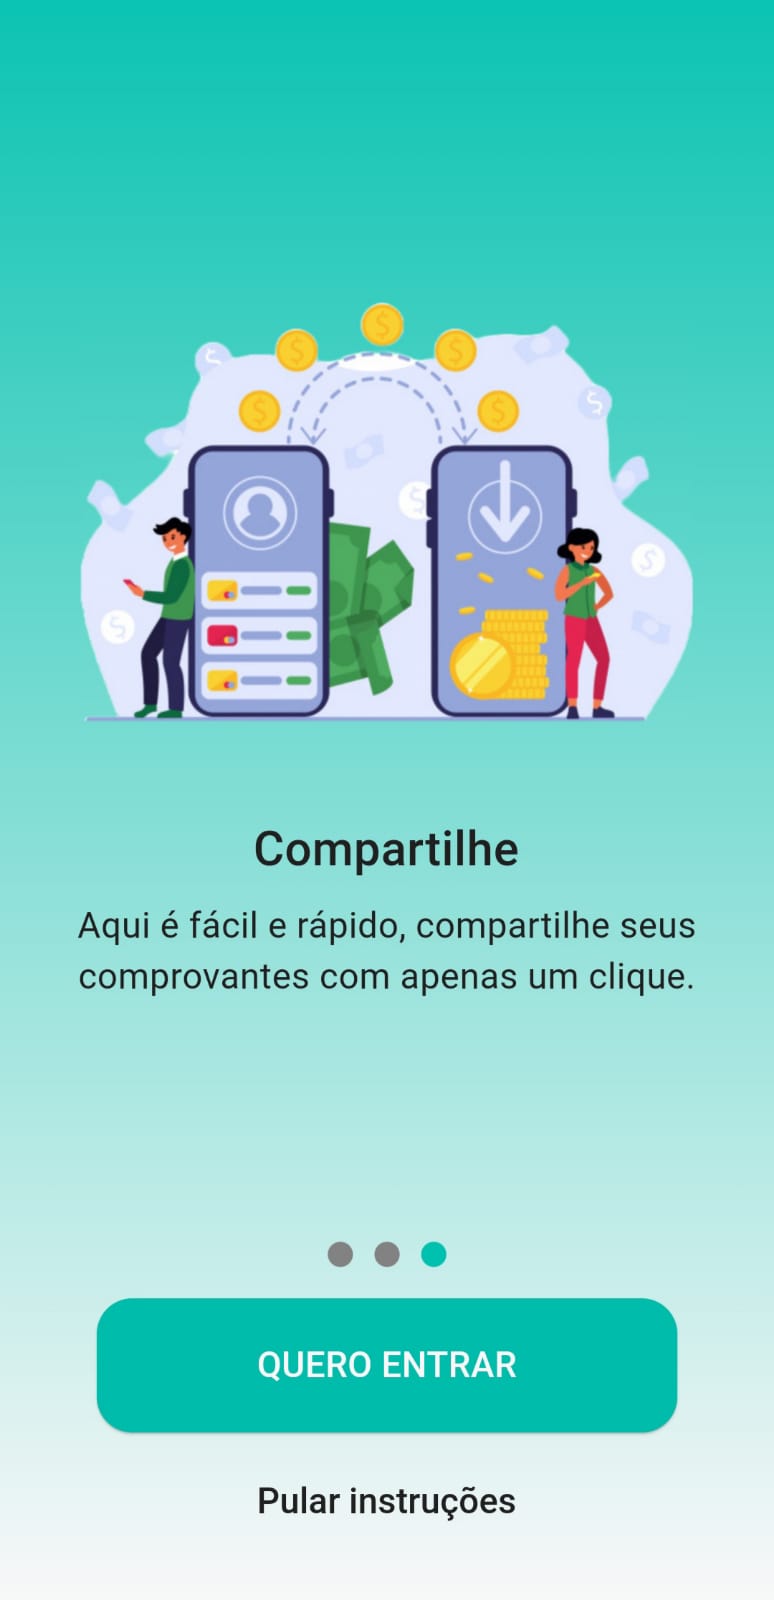 Compartilhe
Aqui é fácil e rápido, compartilhe seus
comprovantes com apenas um clique.
QUERO ENTRAR
Pular instruções